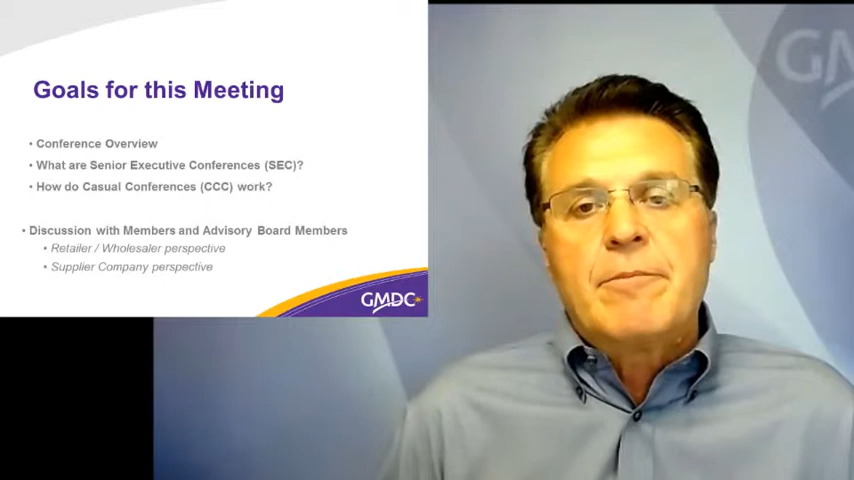 Goals for this Meeting
• Conference Overview
• What are Senior Executive Conferences (SEC)?
• How do Casual Conferences (CCC) work?
• Discussion with Members and Advisory Board Members
• Retailer / Wholesaler perspective
• Supplier Company perspective
GMDC
GM